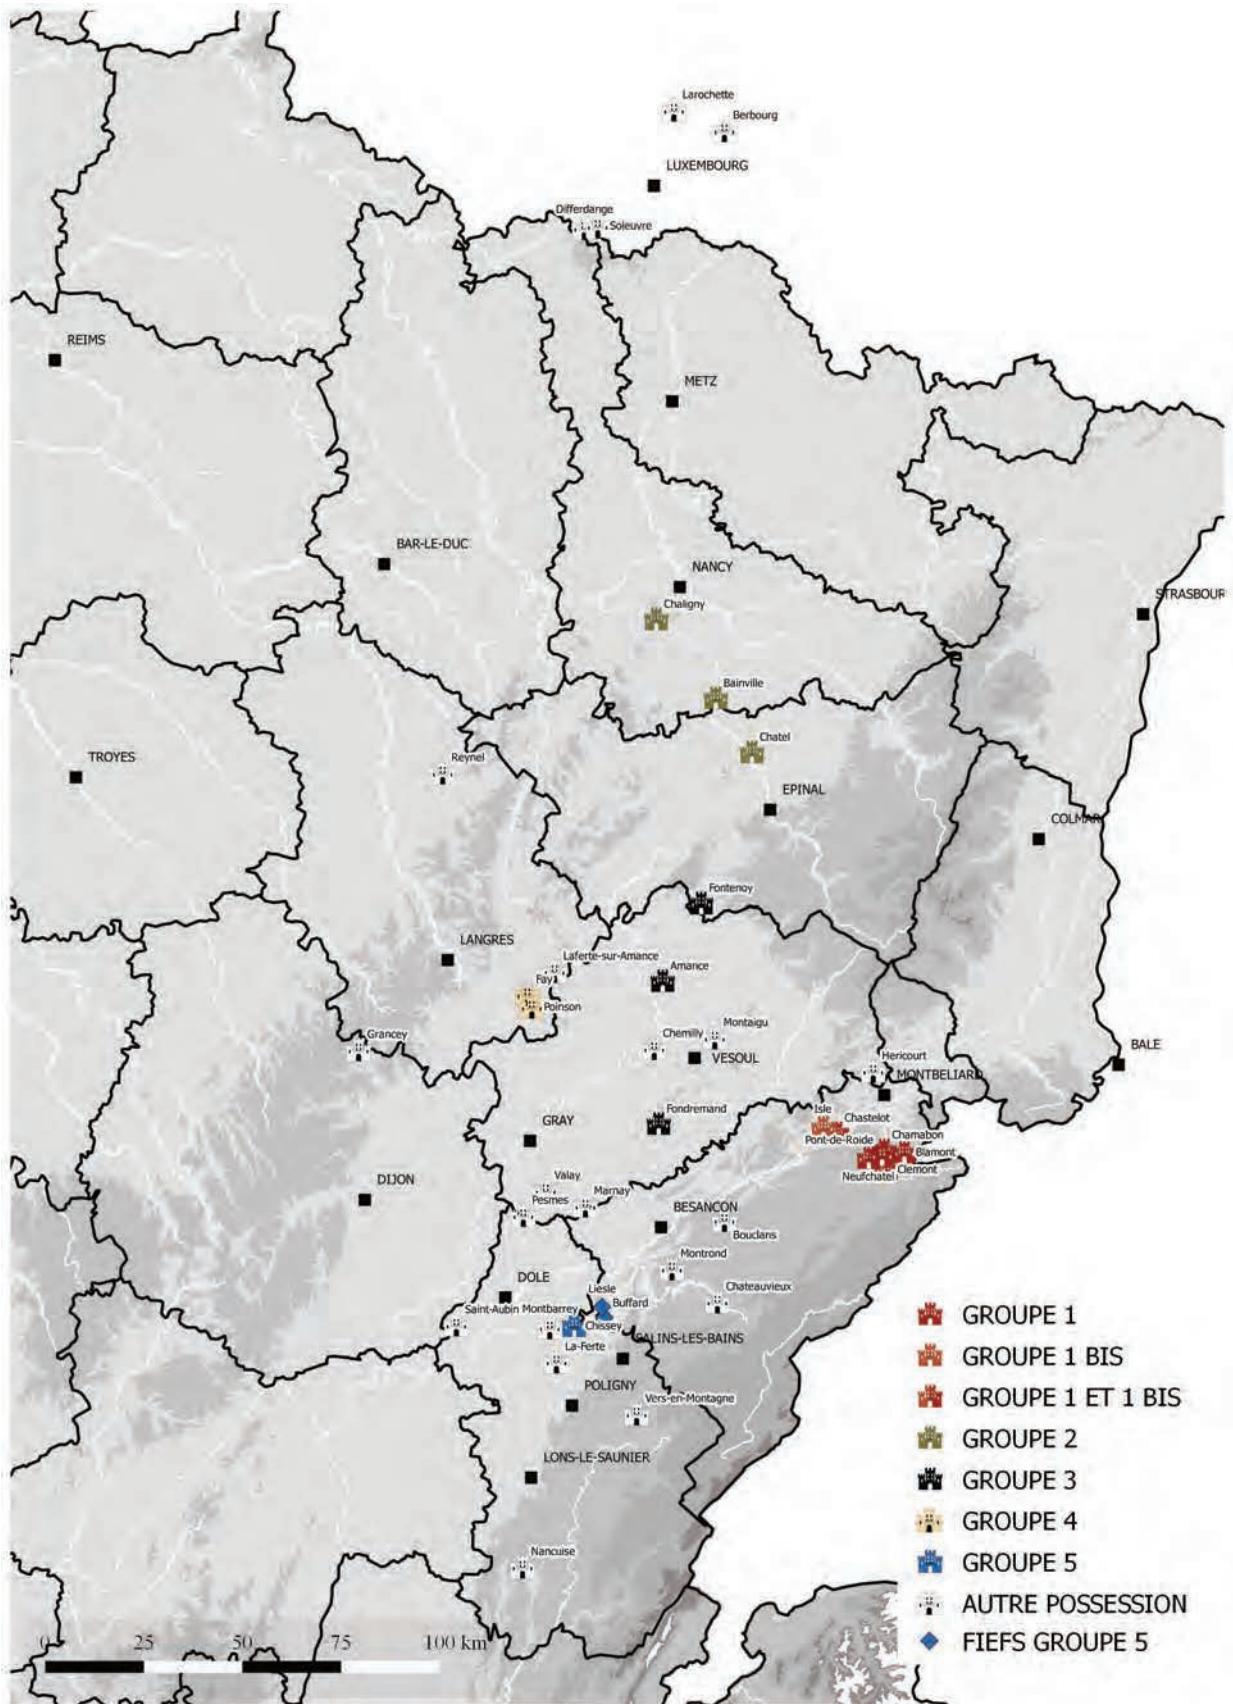 Larochette
Berbourg
LUXEMBOURG
Differdange
Soleuvre
REIMS
METZ
BAR-LE-DUC
NANCY
Chaligny
STRASBOUR
Bainville
Chatel
TROYES
Reynel
EPINAL
COLMAR
Fontenoy
LANGRES
Laferte-sur-Amance
Amance
Fay
Poinson
Grancey
Chemilly
Montaigu
VESOUL
Hericourt
MONTBELIARD
BALE
GRAY
Fondremand
Isle
Chastelot
Pont-de-Roide
Chamabon
Blamont
Clemont
Neufchatel
DIJON
Valay
Pesmes
Marnay
BESANCON
Bouclans
Montrond
DOLE
Liesle
Buffard
Chateauvieux
Saint-Aubin
Montbarrey
Chissey
SALINS-LES-BAINS
La-Ferte
POLIGNY
Vers-en-Montagne
LONS-LE-SAUNIER
Nancuise
GROUPE 1
GROUPE 1 BIS
GROUPE 1 ET 1 BIS
GROUPE 2
GROUPE 3
GROUPE 4
GROUPE 5
AUTRE POSSESSION
FIEFS GROUPE 5
0 25 50 75 100 km